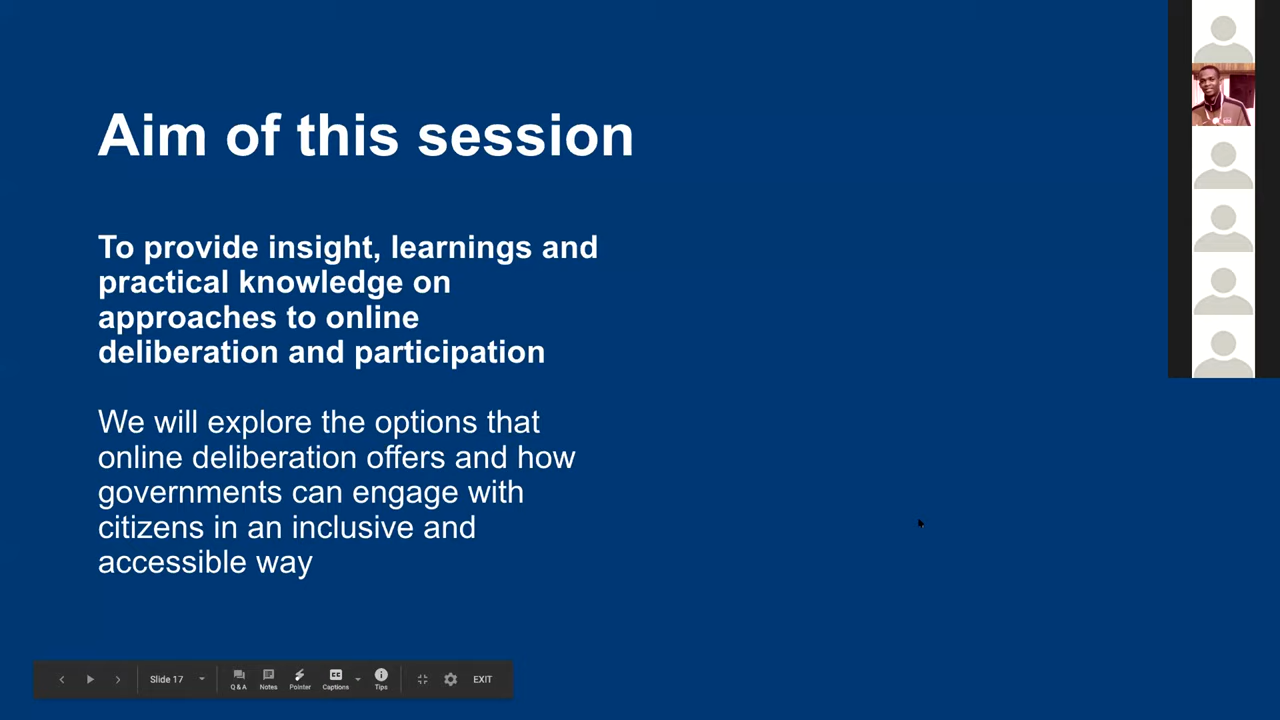 Aim of this session
To provide insight, learnings and
practical knowledge on
approaches to online
deliberation and participation
We will explore the options that
online deliberation offers and how
governments can engage with
citizens in an inclusive and
accessible way
Slide 17
Q & A
Notes
Pointer
CC
Captions
Tips
EXIT